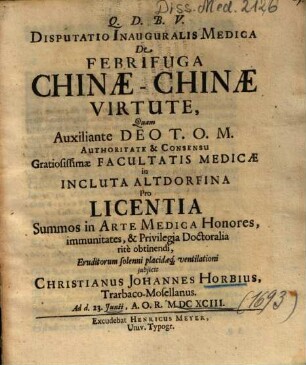 Diss. Med. 2126
Q. D. B. V.
DISPUTATIO INAUGURALIS MEDICA
De
FEBRIFUGA
CHINÆ-CHINÆ
VIRTUTE,
Quam
Auxiliante DEO T. O. M.
AUTHORITATE & CONSENSU
Gratiosissimæ FACULTATIS MEDICÆ
in
INCLUTA ALTDORFINA
Pro
LICENTIA
Summos in ARTE MEDICA Honores,
immunitates, & Privilegia Doctoralia
ritè obtinendi,
Eruditorum solenni placidæq; ventilationi
subjicit
CHRISTIANUS JOHANNES HORBIUS,
Trarbaco-Mosellanus.
Ad d. 23. Junij, A. O. R. MDCXCIII.
(1693)
Excudebat HENRICUS MEYER,
Univ. Typogr.